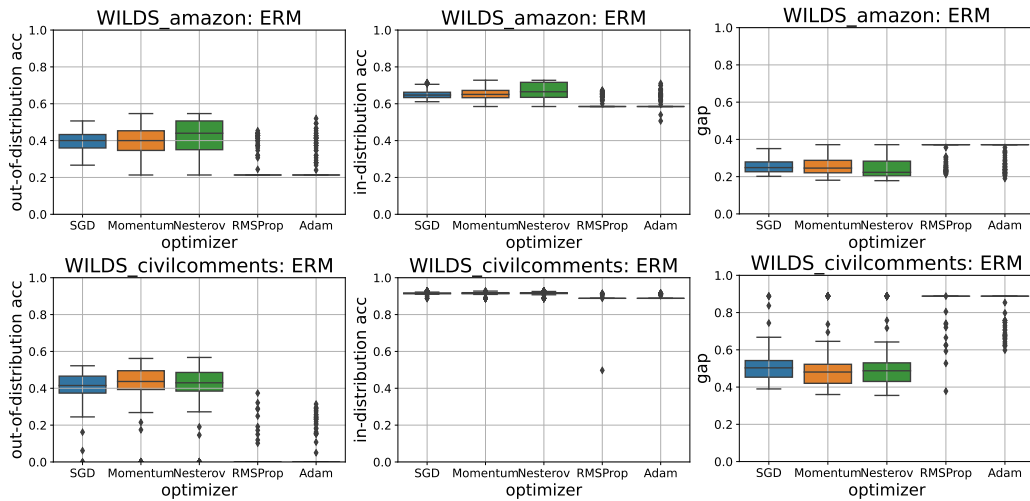 WILDS_amazon: ERM
out-of-distribution acc
1.0
0.8
0.6
0.4
0.2
0.0
SGD Momentum Nesterov RMSProp Adam
optimizer
WILDS_amazon: ERM
in-distribution acc
1.0
0.8
0.6
0.4
0.2
0.0
SGD Momentum Nesterov RMSProp Adam
optimizer
WILDS_amazon: ERM
gap
1.0
0.8
0.6
0.4
0.2
0.0
SGD Momentum Nesterov RMSProp Adam
optimizer
WILDS_civilcomments: ERM
out-of-distribution acc
1.0
0.8
0.6
0.4
0.2
0.0
SGD Momentum Nesterov RMSProp Adam
optimizer
WILDS_civilcomments: ERM
in-distribution acc
1.0
0.8
0.6
0.4
0.2
0.0
SGD Momentum Nesterov RMSProp Adam
optimizer
WILDS_civilcomments: ERM
gap
1.0
0.8
0.6
0.4
0.2
0.0
SGD Momentum Nesterov RMSProp Adam
optimizer